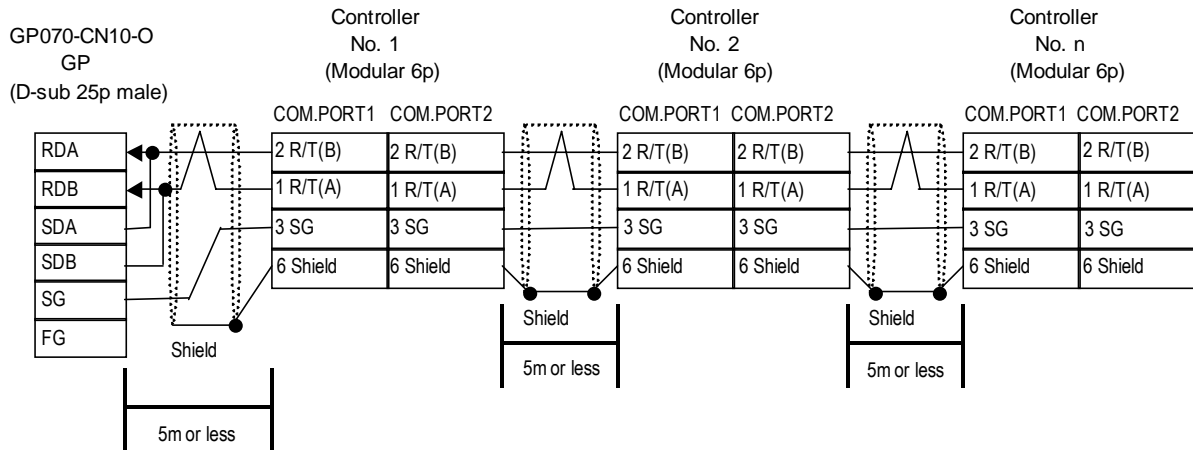 GP070-CN10-O
GP
(D-sub 25p male)
Controller
No. 1
(Modular 6p)
Controller
No. 2
(Modular 6p)
Controller
No. n
(Modular 6p)
COM.PORT1 COM.PORT2
COM.PORT1 COM.PORT2
COM.PORT1 COM.PORT2
RDA
RDB
SDA
SDB
SG
FG
2 R/T(B) 2 R/T(B)
1 R/T(A) 1 R/T(A)
3 SG 3 SG
6 Shield 6 Shield
2 R/T(B) 2 R/T(B)
1 R/T(A) 1 R/T(A)
3 SG 3 SG
6 Shield 6 Shield
2 R/T(B) 2 R/T(B)
1 R/T(A) 1 R/T(A)
3 SG 3 SG
6 Shield 6 Shield
Shield
Shield
Shield
5m or less
5m or less
5m or less